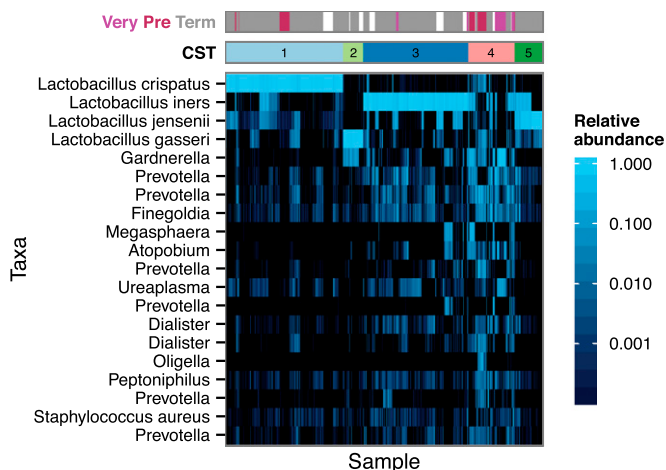 Very Pre Term
CST
1 2 3 4 5
Lactobacillus crispatus
Lactobacillus iners
Lactobacillus jensenii
Lactobacillus gasseri
Gardnerella
Prevotella
Prevotella
Finegoldia
Megasphaera
Atopobium
Prevotella
Ureaplasma
Prevotella
Dialister
Dialister
Oligella
Peptoniphilus
Prevotella
Staphylococcus aureus
Prevotella
Taxa
Sample
Relative
abundance
1.000
0.100
0.010
0.001